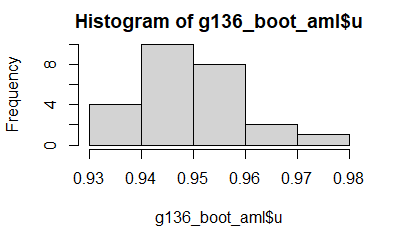 Histogram of g136_boot_aml$u
Frequency
8
4
0
0.93 0.94 0.95 0.96 0.97 0.98
g136_boot_aml$u